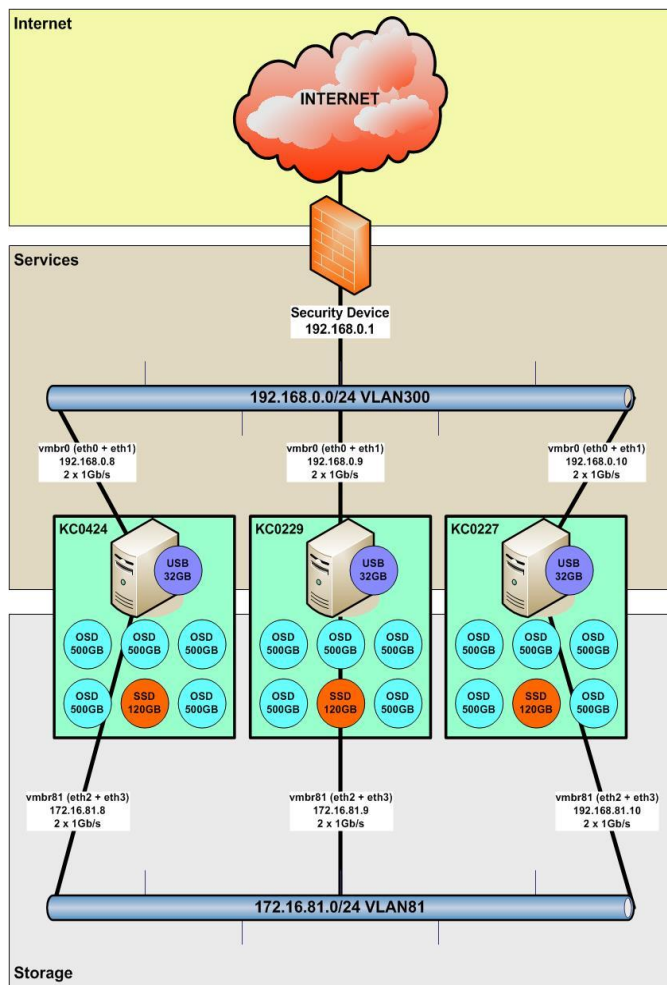 Internet
INTERNET
Services
Security Device
192.168.0.1
192.168.0.0/24 VLAN300
vmbr0 (eth0 + eth1)
192.168.0.8
2 x 1Gb/s
vmbr0 (eth0 + eth1)
192.168.0.9
2 x 1Gb/s
vmbr0 (eth0 + eth1)
192.168.0.10
2 x 1Gb/s
KC0424
USB
32GB
OSD
500GB
OSD
500GB
OSD
500GB
OSD
500GB
SSD
120GB
OSD
500GB
KC0229
USB
32GB
OSD
500GB
OSD
500GB
OSD
500GB
OSD
500GB
SSD
120GB
OSD
500GB
KC0227
USB
32GB
OSD
500GB
OSD
500GB
OSD
500GB
OSD
500GB
SSD
120GB
OSD
500GB
vmbr81 (eth2 + eth3)
172.16.81.8
2 x 1Gb/s
vmbr81 (eth2 + eth3)
172.16.81.9
2 x 1Gb/s
vmbr81 (eth2 + eth3)
192.168.81.10
2 x 1Gb/s
172.16.81.0/24 VLAN81
Storage